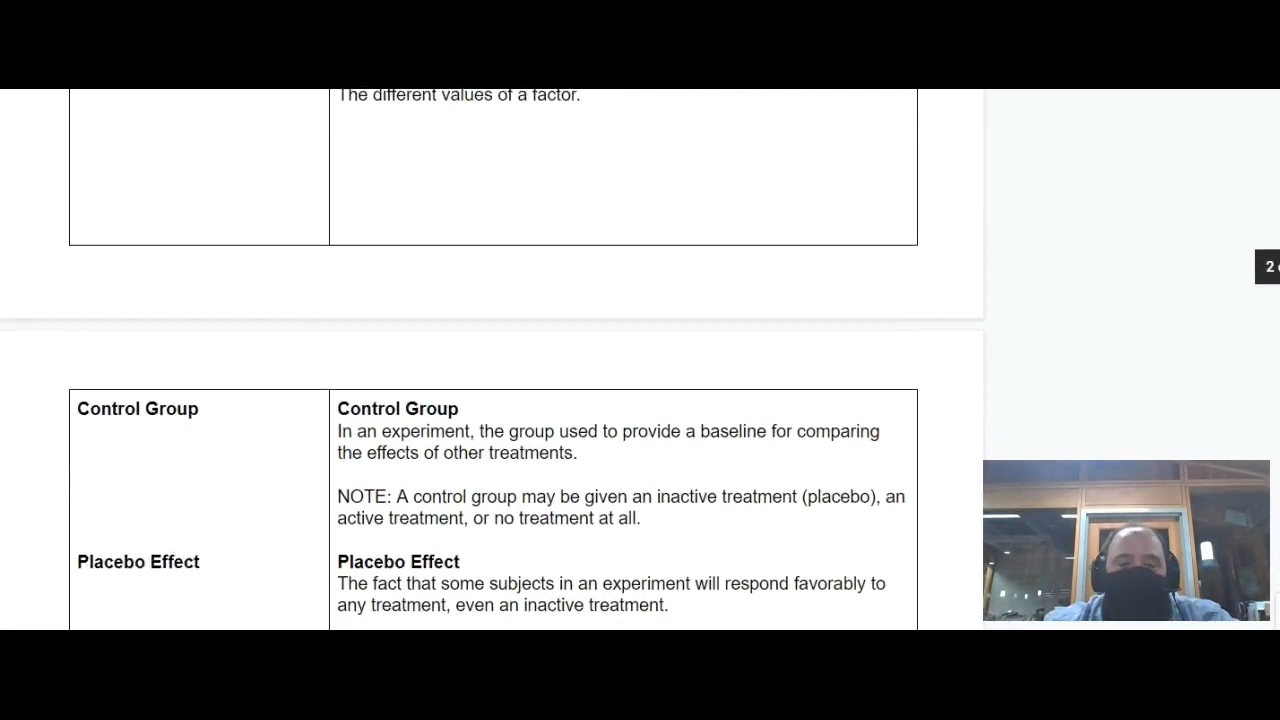 The different values of a factor.
2
Control Group
Control Group
In an experiment, the group used to provide a baseline for comparing
the effects of other treatments.
NOTE: A control group may be given an inactive treatment (placebo), an
active treatment, or no treatment at all.
Placebo Effect
Placebo Effect
The fact that some subjects in an experiment will respond favorably to
any treatment, even an inactive treatment.